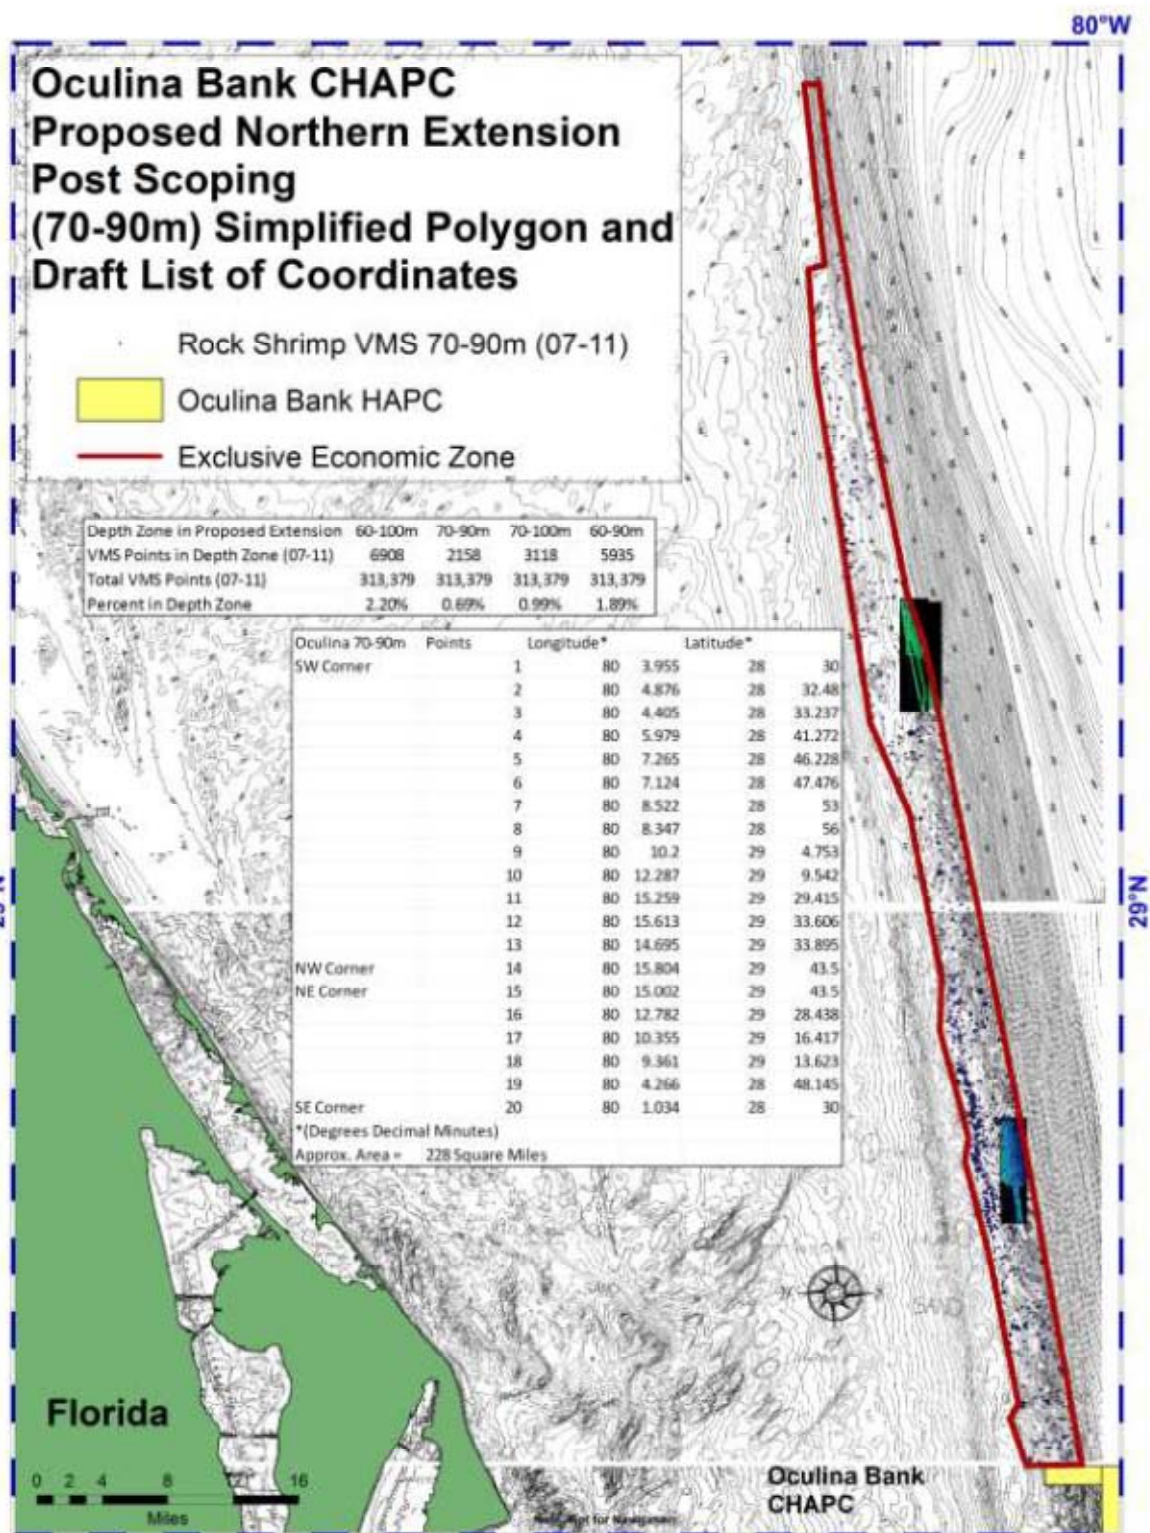 80°W
Oculina Bank CHAPC
Proposed Northern Extension
Post Scoping
(70-90m) Simplified Polygon and
Draft List of Coordinates
Rock Shrimp VMS 70-90m (07-11)
Oculina Bank HAPC
Exclusive Economic Zone
Depth Zone in Proposed Extension 60-100m 70-90m 70-100m 60-90m
VMS Points in Depth Zone (07-11) 6908 2158 3118 5935
Total VMS Points (07-11) 313,379 313,379 313,379 313,379
Percent in Depth Zone 2.20% 0.69% 0.99% 1.89%
Oculina 70-90m Points Longitude* Latitude*
SW Corner 1 80 3.955 28 30
2 80 4.876 28 32.48
3 80 4.405 28 33.237
4 80 5.979 28 41.272
5 80 7.265 28 46.228
6 80 7.124 28 47.476
7 80 8.522 28 53
8 80 8.347 28 56
9 80 10.2 29 4.753
10 80 12.287 29 9.542
11 80 15.259 29 29.415
12 80 15.613 29 33.606
13 80 14.695 29 33.895
NW Corner 14 80 15.804 29 43.5
NE Corner 15 80 15.002 29 43.5
16 80 12.782 29 28.438
17 80 10.355 29 16.417
18 80 9.361 29 13.623
19 80 4.266 28 48.145
SE Corner 20 80 1.034 28 30
*(Degrees Decimal Minutes)
Approx. Area = 228 Square Miles
29°N
SAND
Florida
0 2 4 8 12 16
Miles
Oculina Bank
CHAPC
Not for Navigation